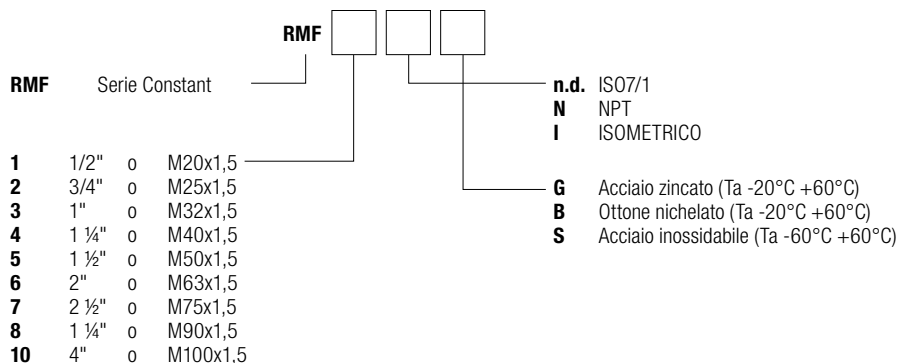 RMF
RMF Serie Constant
n.d. ISO7/1
N NPT
I ISOMETRICO
1 1/2" o M20x1,5
2 3/4" o M25x1,5
3 1" o M32x1,5
4 1 ¼" o M40x1,5
5 1 ½" o M50x1,5
6 2" o M63x1,5
7 2 ½" o M75x1,5
8 1 ¼" o M90x1,5
10 4" o M100x1,5
G Acciaio zincato (Ta -20°C +60°C)
B Ottone nichelato (Ta -20°C +60°C)
S Acciaio inossidabile (Ta -60°C +60°C)